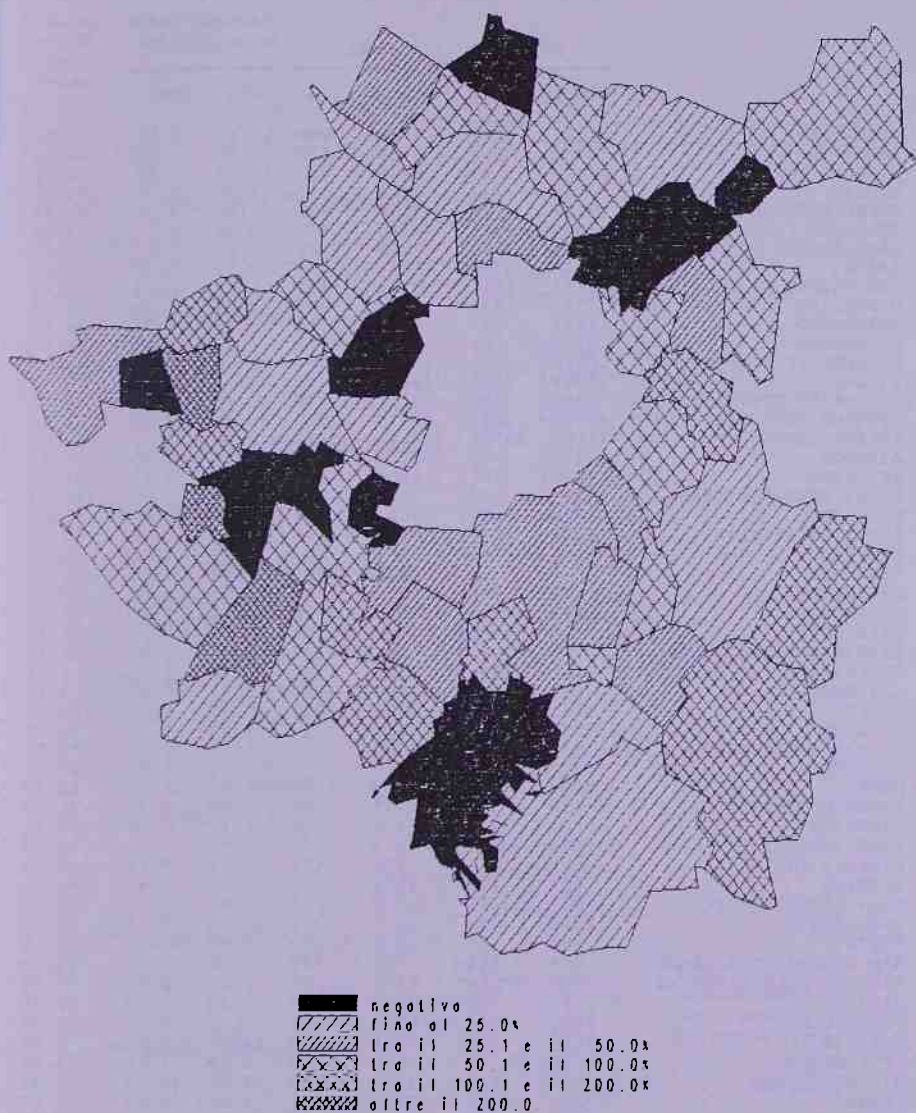 negativo
fino al 25.0%
tra il 25.1 e il 50.0%
tra il 50.1 e il 100.0%
tra il 100.1 e il 200.0%
oltre il 200.0